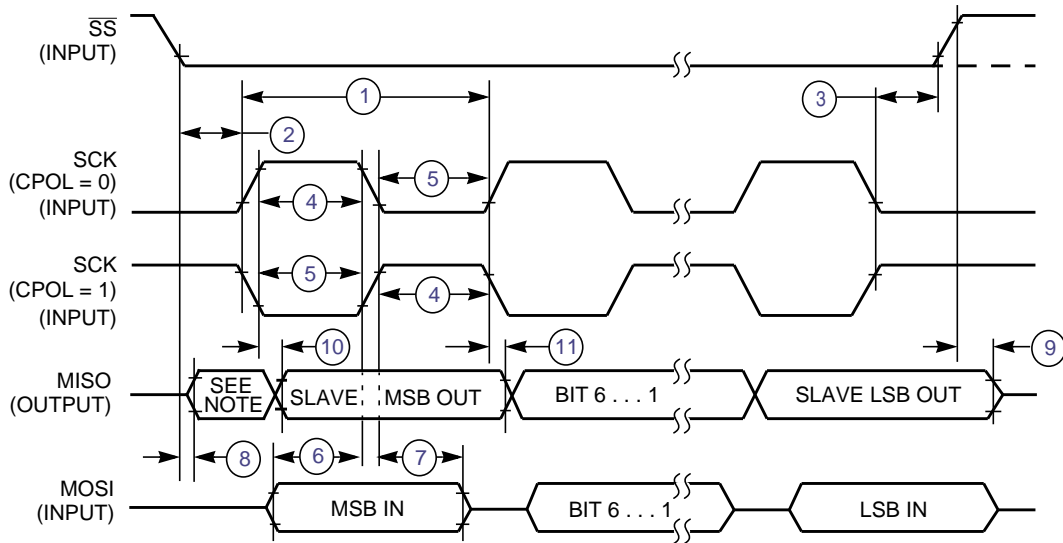 SS
(INPUT)
1
3
2
SCK
(CPOL = 0)
(INPUT)
5
4
SCK
(CPOL = 1)
(INPUT)
5
4
10
11
9
MISO
(OUTPUT)
SEE
NOTE
SLAVE
MSB OUT
BIT 6 . . . 1
SLAVE LSB OUT
8
6
7
MOSI
(INPUT)
MSB IN
BIT 6 . . . 1
LSB IN